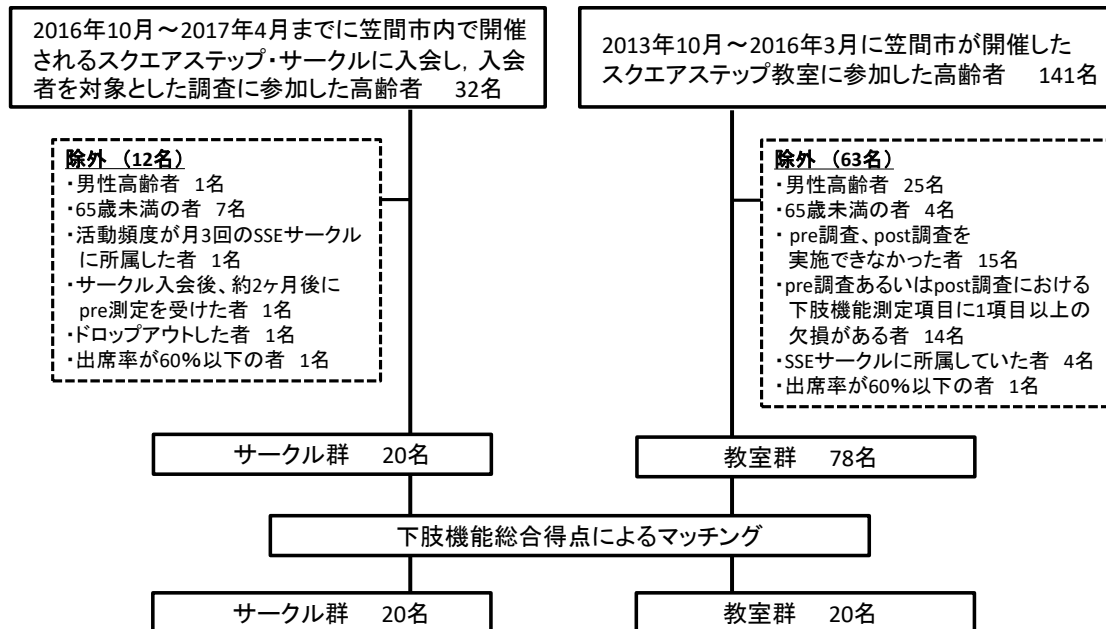 2016年10月～2017年4月までに笠間市内で開催
されるスクエアステップ・サークルに入会し，入会
者を対象とした調査に参加した高齢者　32名
2013年10月～2016年3月に笠間市が開催した
スクエアステップ教室に参加した高齢者　141名
除外（12名）
・男性高齢者 1名
・65歳未満の者 7名
・活動頻度が月3回のSSEサークル
に所属した者 1名
・サークル入会後、約2ヶ月後に
pre測定を受けた者 1名
・ドロップアウトした者 1名
・出席率が60%以下の者 1名
除外（63名）
・男性高齢者 25名
・65歳未満の者 4名
・pre調査、post調査を
実施できなかった者 15名
・pre調査あるいはpost調査における
下肢機能測定項目に1項目以上の
欠損がある者 14名
・SSEサークルに所属していた者 4名
・出席率が60%以下の者 1名
サークル群　20名
教室群　78名
下肢機能総合得点によるマッチング
サークル群　20名
教室群　20名